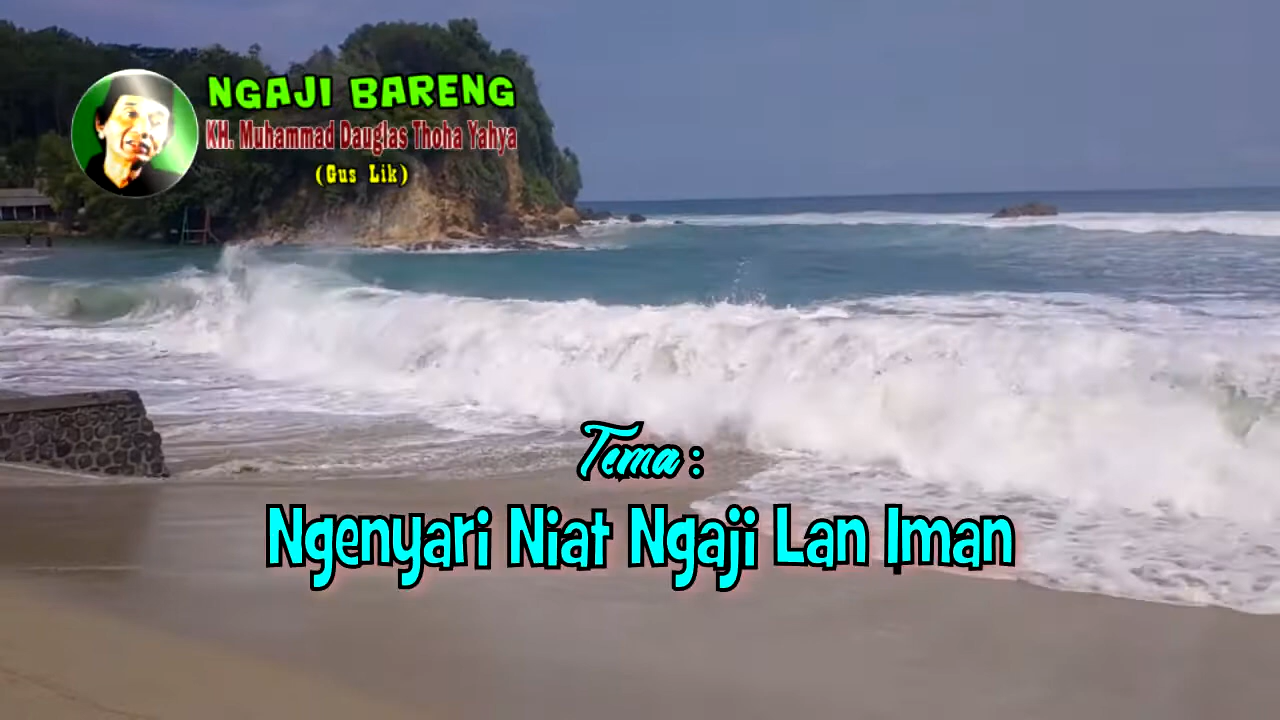 NGAJI BARENG
KH. Muhammad Dauglas Thoha Yahya
(Gus Lik)
Tema :
Ngenyari Niat Ngaji Lan Iman